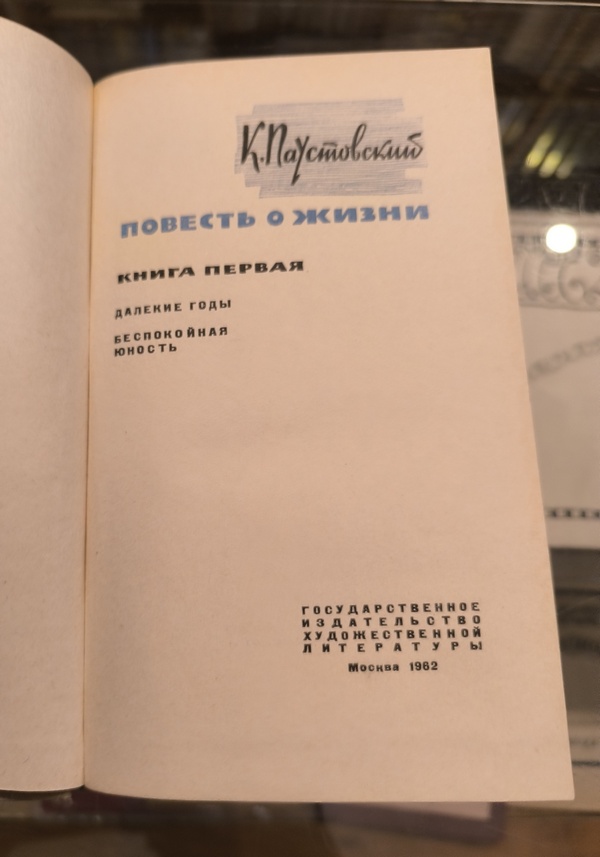 К. Паустовский
ПОВЕСТЬ О ЖИЗНИ
КНИГА ПЕРВАЯ
ДАЛЕКИЕ ГОДЫ
БЕСПОКОЙНАЯ
ЮНОСТЬ
ГОСУДАРСТВЕННОЕ
ИЗДАТЕЛЬСТВО
ХУДОЖЕСТВЕННОЙ
ЛИТЕРАТУРЫ
Москва 1962